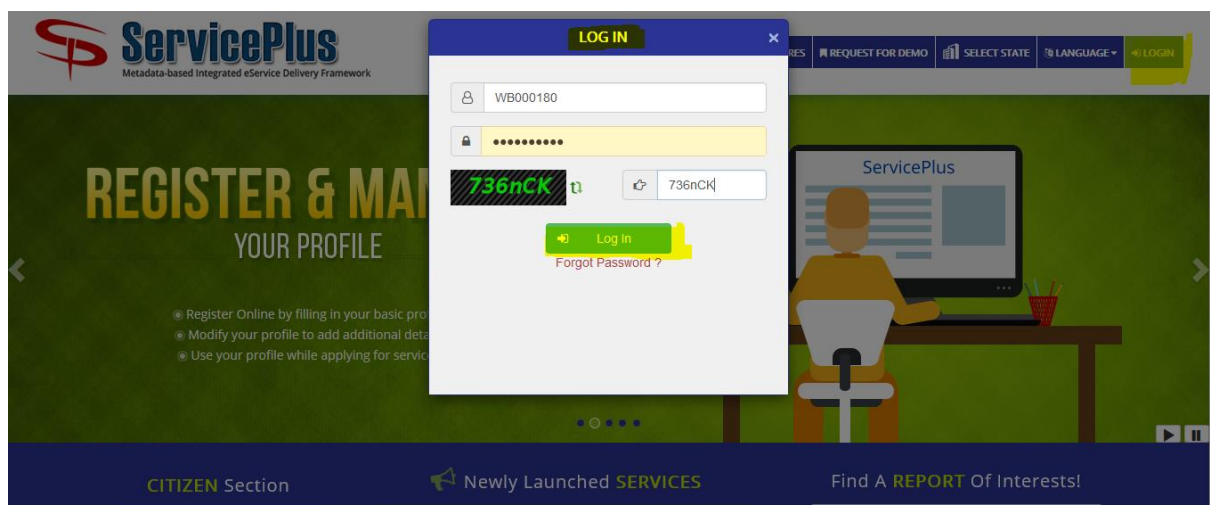 ServicePlus
Metadata-based Integrated eService Delivery Framework
RES
REQUEST FOR DEMO
SELECT STATE
LANGUAGE
LOGIN
LOG IN
×
WB000180
••••••••••
736nCK
736nCK
Log In
Forgot Password ?
REGISTER & MA
YOUR PROFILE
Register Online by filling in your basic pro
Modify your profile to add additional deta
Use your profile while applying for servic
ServicePlus
CITIZEN Section
Newly Launched SERVICES
Find A REPORT Of Interests!